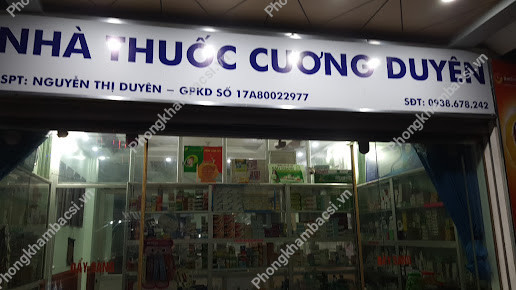 NHÀ THUỐC CƯƠNG DUYÊN
SPT: NGUYỄN THỊ DUYÊN – GPKD SỐ 17A80022977
SĐT: 0938.678.242
Phongkhambacsi.vn
Phongkhambacsi.vn
Phongkhambacsi.vn
Phongkhambacsi.vn